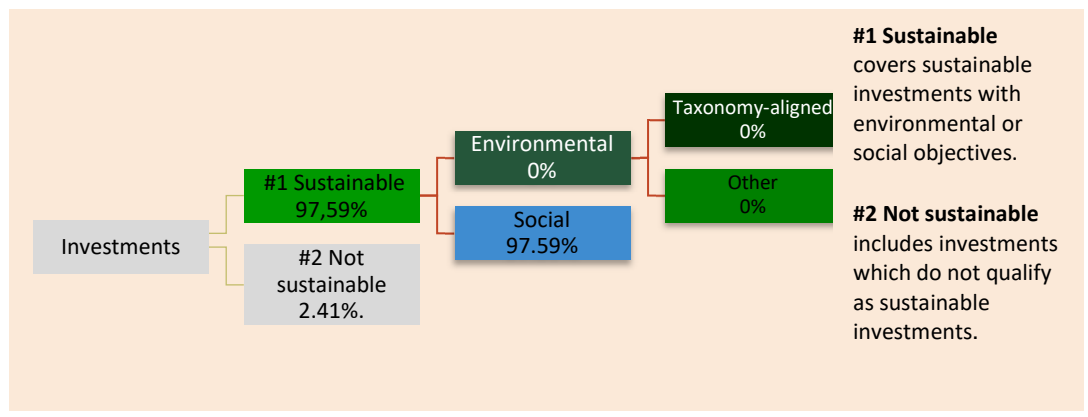 Investments
#1 Sustainable
97,59%
#2 Not
sustainable
2.41%.
Environmental
0%
Social
97.59%
Taxonomy-aligned
0%
Other
0%
#1 Sustainable
covers sustainable
investments with
environmental or
social objectives.
#2 Not sustainable
includes investments
which do not qualify
as sustainable
investments.